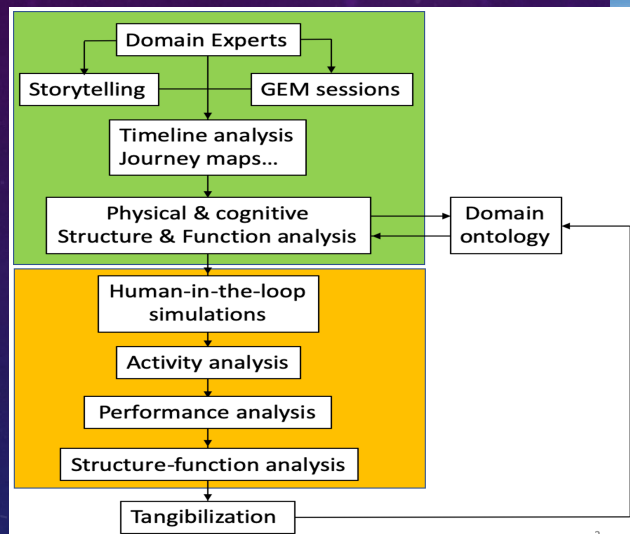 Domain Experts
Storytelling
GEM sessions
Timeline analysis
Journey maps...
Physical & cognitive
Structure & Function analysis
Domain
ontology
Human-in-the-loop
simulations
Activity analysis
Performance analysis
Structure-function analysis
Tangibilization